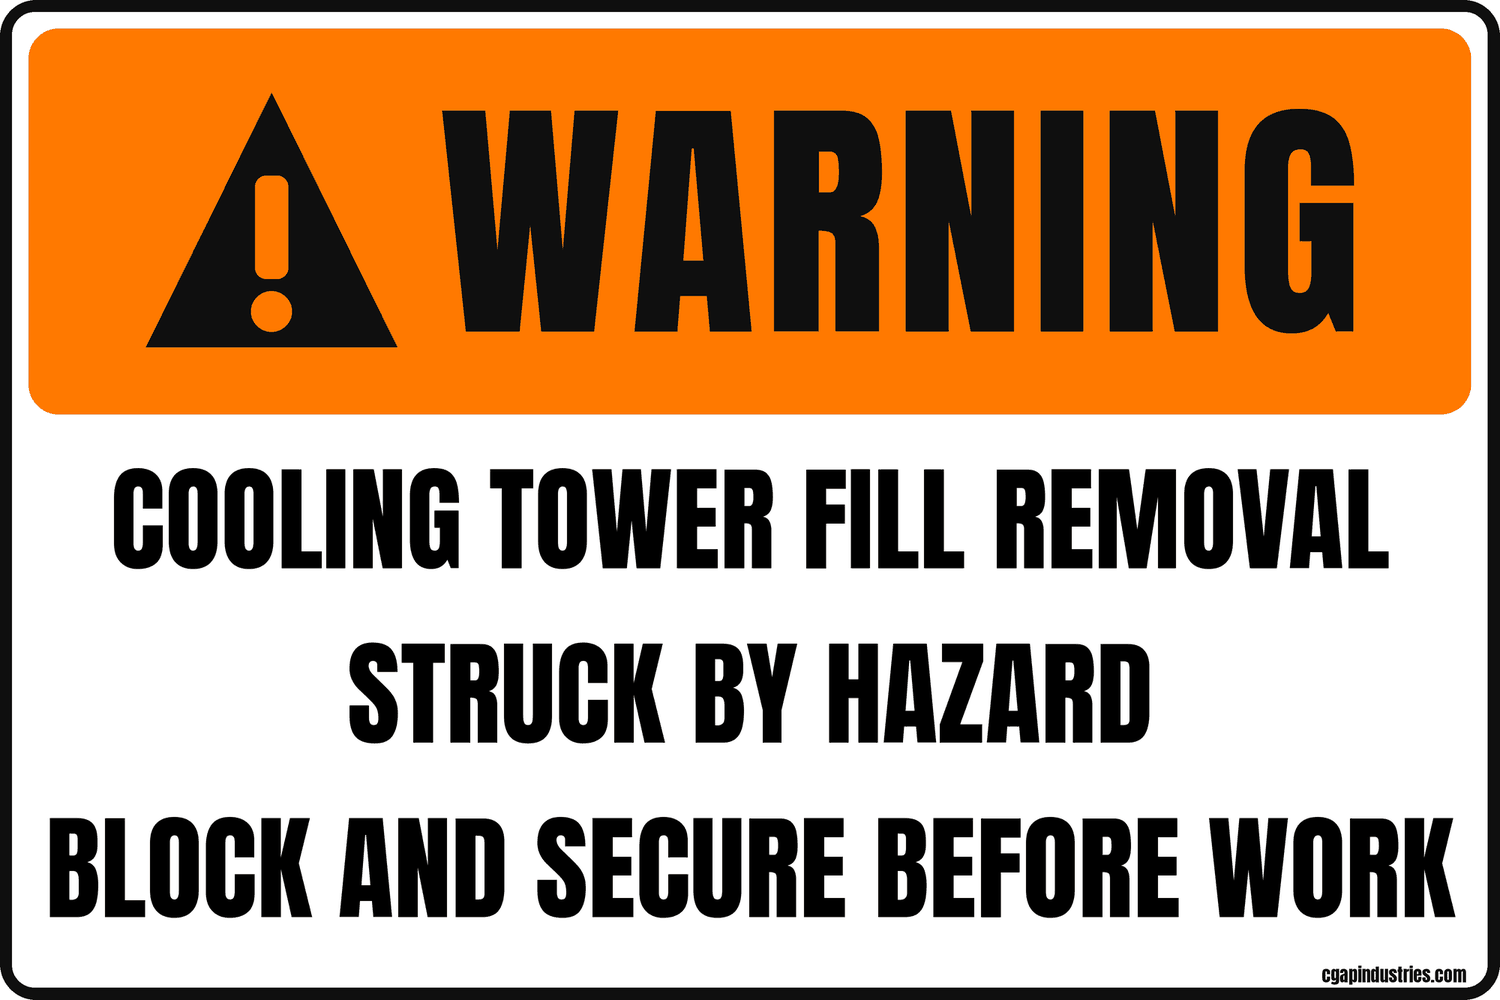 WARNING
COOLING TOWER FILL REMOVAL
STRUCK BY HAZARD
BLOCK AND SECURE BEFORE WORK
cgapindustries.com